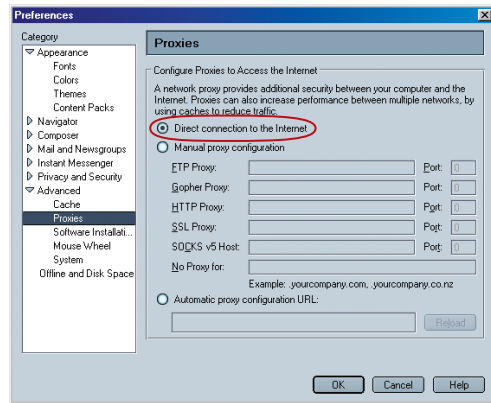 Preferences
Category
Appearance
Fonts
Colors
Themes
Content Packs
Navigator
Composer
Mail and Newsgroups
Instant Messenger
Privacy and Security
Advanced
Cache
Proxies
Software Installati...
Mouse Wheel
System
Offline and Disk Space
Proxies
Configure Proxies to Access the Internet
A network proxy provides additional security between your computer and the
Internet. Proxies can also increase performance between multiple networks, by
using caches to reduce traffic.
Direct connection to the Internet
Manual proxy configuration
FTP Proxy: Port: 0
Gopher Proxy: Port: 0
HTTP Proxy: Port: 0
SSL Proxy: Port: 0
SOCKS v5 Host: Port: 0
No Proxy for:
Example: .yourcompany.com, .yourcompany.co.nz
Automatic proxy configuration URL:
Reload
OK Cancel Help